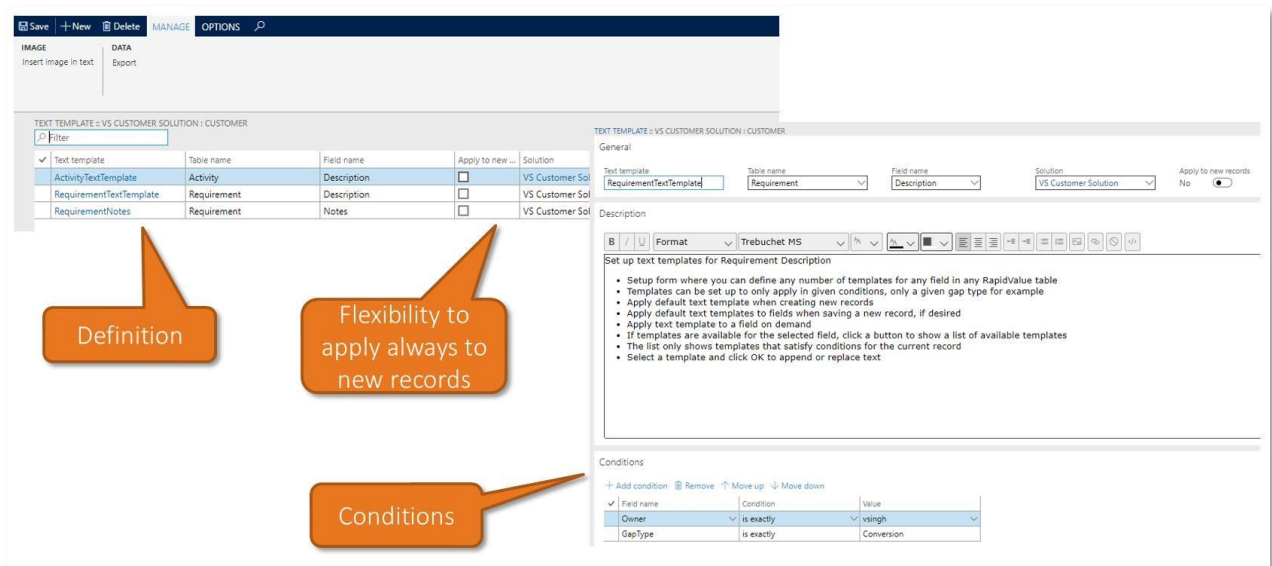 Save + New Delete MANAGE OPTIONS
IMAGE DATA
Insert image in text Export
TEXT TEMPLATE :: VS CUSTOMER SOLUTION : CUSTOMER
Filter
Text template Table name Field name Apply to new ... Solution
ActivityTextTemplate Activity Description VS Customer Sol
RequirementTextTemplate Requirement Description VS Customer Sol
RequirementNotes Requirement Notes VS Customer Sol
Definition
Flexibility to
apply always to
new records
Conditions
TEXT TEMPLATE :: VS CUSTOMER SOLUTION : CUSTOMER
General
Text template Table name Field name Solution Apply to new records
RequirementTextTemplate Requirement Description VS Customer Solution No
Description
B I U Format Trebuchet MS
Set up text templates for Requirement Description
• Setup form where you can define any number of templates for any field in any RapidValue table
• Templates can be set up to only apply in given conditions, only a given gap type for example
• Apply default text template when creating new records
• Apply default text templates to fields when saving a new record, if desired
• Apply text template to a field on demand
• If templates are available for the selected field, click a button to show a list of available templates
• The list only shows templates that satisfy conditions for the current record
• Select a template and click OK to append or replace text
Conditions
+ Add condition Remove ↑ Move up ↓ Move down
Field name Condition Value
Owner is exactly vsingh
GapType is exactly Conversion